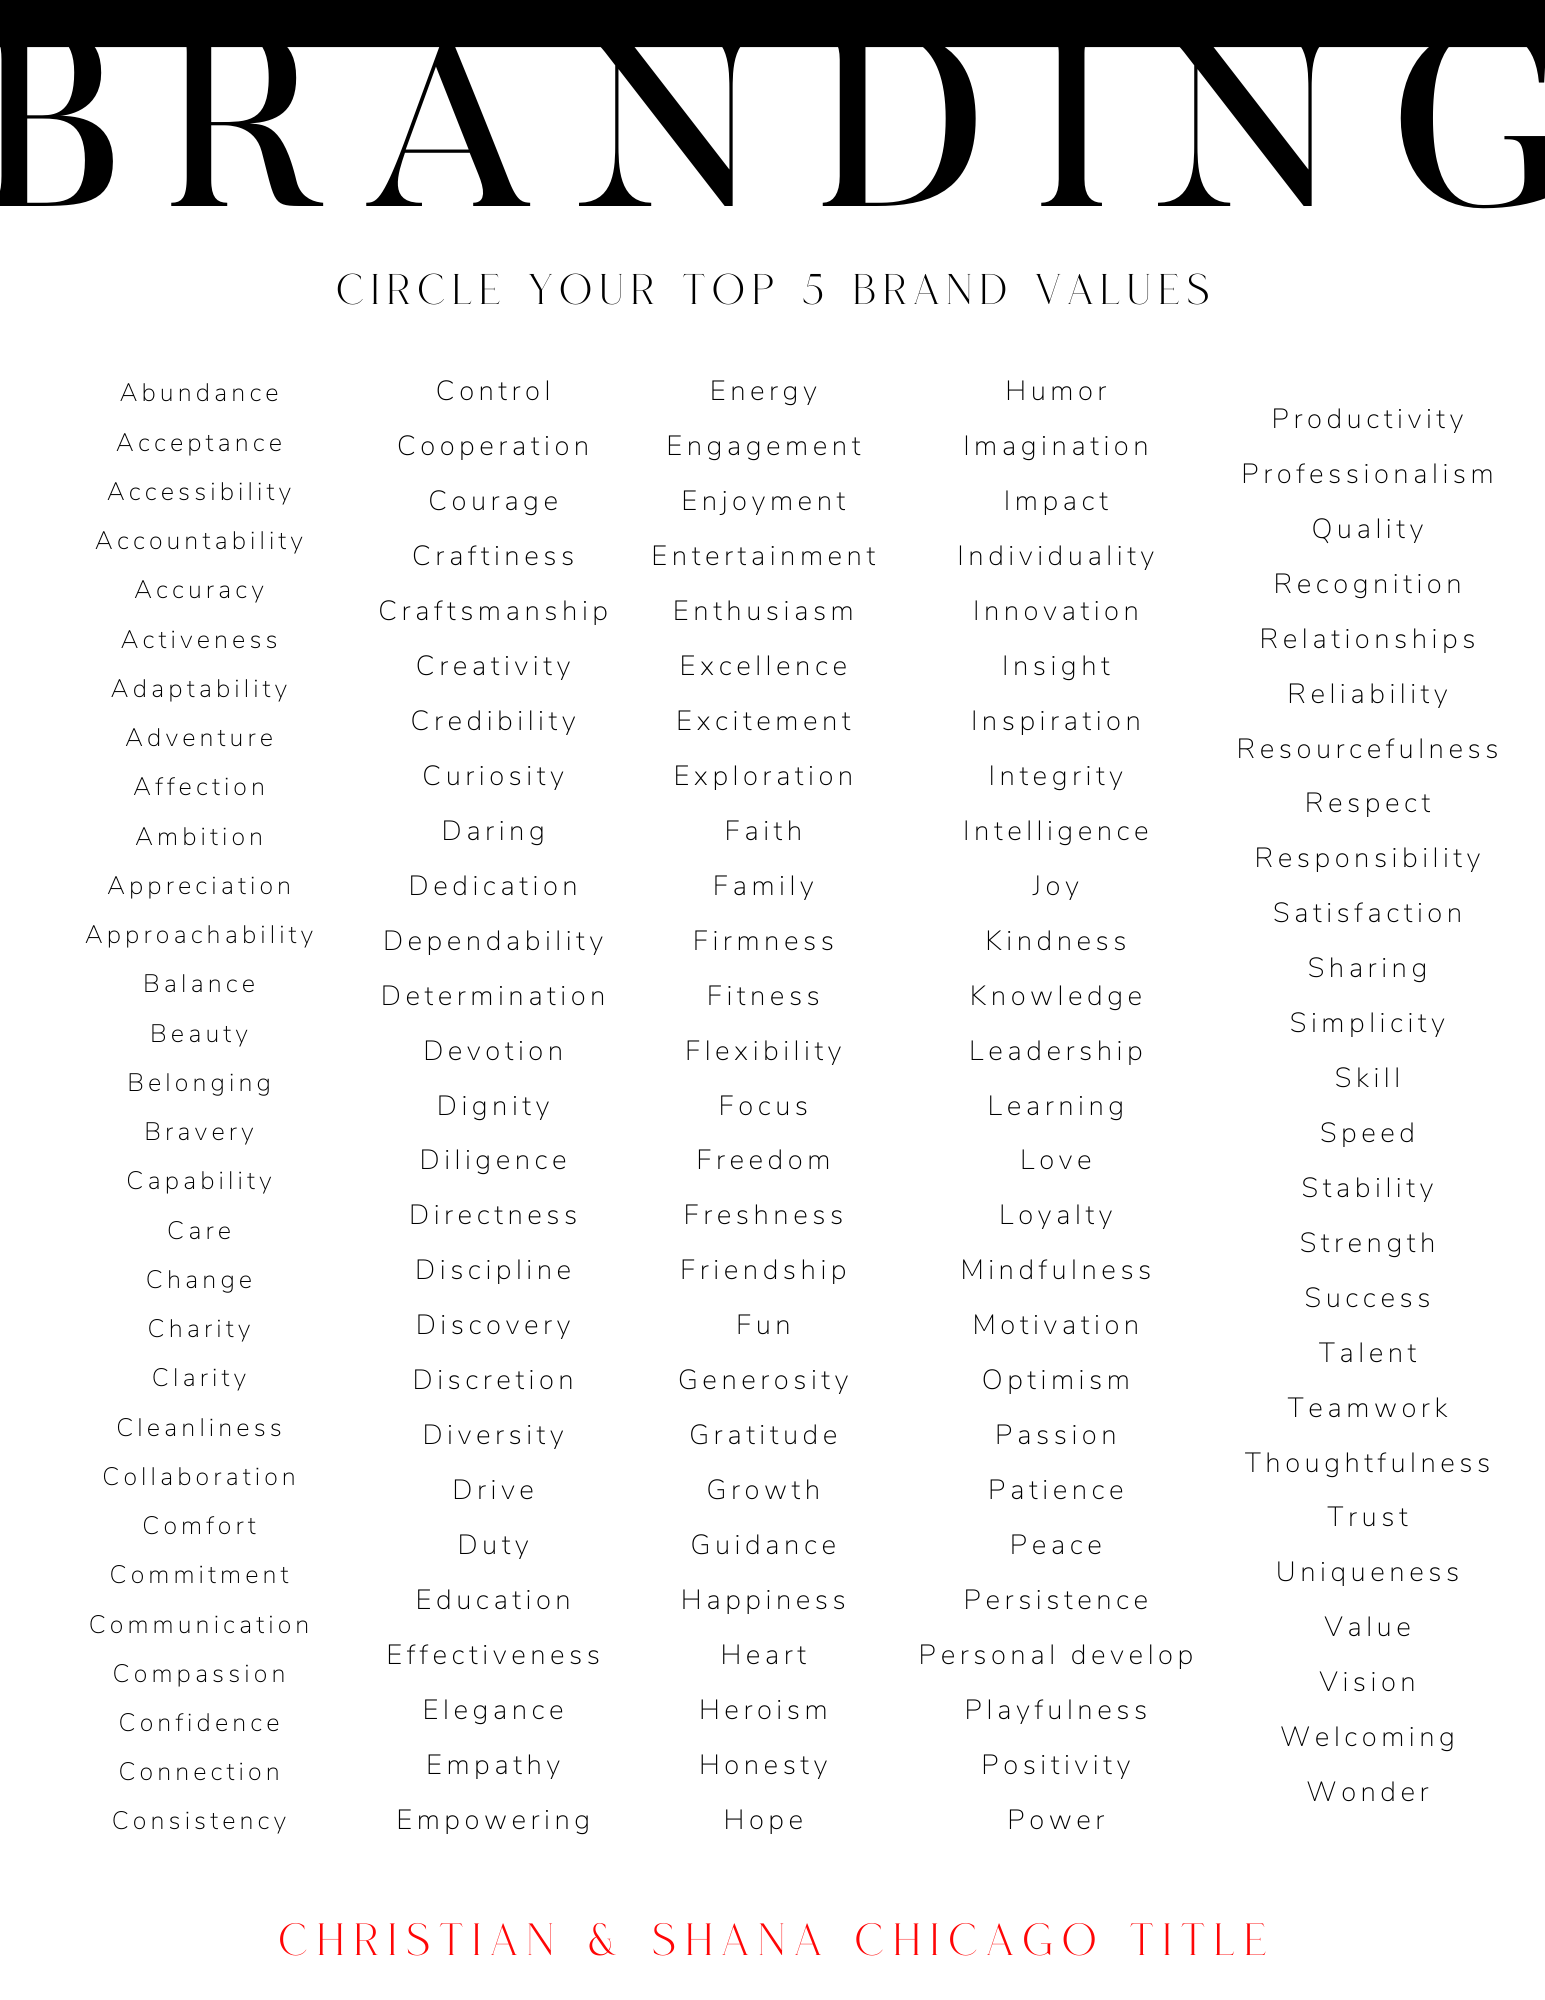 BRANDING
CIRCLE YOUR TOP 5 BRAND VALUES
Abundance
Acceptance
Accessibility
Accountability
Accuracy
Activeness
Adaptability
Adventure
Affection
Ambition
Appreciation
Approachability
Balance
Beauty
Belonging
Bravery
Capability
Care
Change
Charity
Clarity
Cleanliness
Collaboration
Comfort
Commitment
Communication
Compassion
Confidence
Connection
Consistency
Control
Cooperation
Courage
Craftiness
Craftsmanship
Creativity
Credibility
Curiosity
Daring
Dedication
Dependability
Determination
Devotion
Dignity
Diligence
Directness
Discipline
Discovery
Discretion
Diversity
Drive
Duty
Education
Effectiveness
Elegance
Empathy
Empowering
Energy
Engagement
Enjoyment
Entertainment
Enthusiasm
Excellence
Excitement
Exploration
Faith
Family
Firmness
Fitness
Flexibility
Focus
Freedom
Freshness
Friendship
Fun
Generosity
Gratitude
Growth
Guidance
Happiness
Heart
Heroism
Honesty
Hope
Humor
Imagination
Impact
Individuality
Innovation
Insight
Inspiration
Integrity
Intelligence
Joy
Kindness
Knowledge
Leadership
Learning
Love
Loyalty
Mindfulness
Motivation
Optimism
Passion
Patience
Peace
Persistence
Personal develop
Playfulness
Positivity
Power
Productivity
Professionalism
Quality
Recognition
Relationships
Reliability
Resourcefulness
Respect
Responsibility
Satisfaction
Sharing
Simplicity
Skill
Speed
Stability
Strength
Success
Talent
Teamwork
Thoughtfulness
Trust
Uniqueness
Value
Vision
Welcoming
Wonder
CHRISTIAN & SHANA CHICAGO TITLE